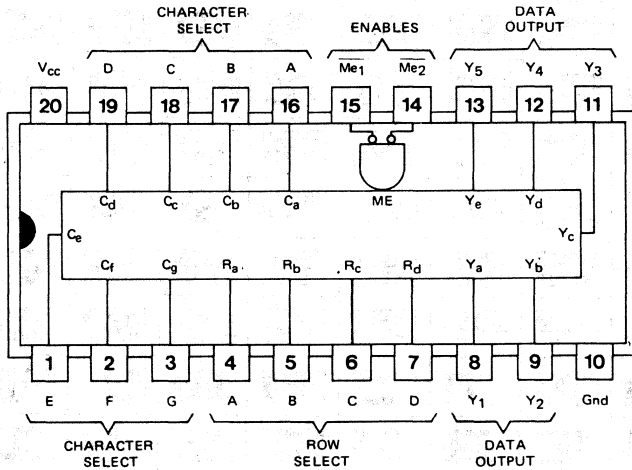 CHARACTER SELECT
ENABLES
DATA OUTPUT
Vcc D C B A Me1 Me2 Y5 Y4 Y3
20 19 18 17 16 15 14 13 12 11
Cd Cc Cb Ca ME Ye Yd
Ce Yc
Cf Cg Ra Rb Rc Rd Ya Yb
1 2 3 4 5 6 7 8 9 10
E F G A B C D Y1 Y2 Gnd
CHARACTER SELECT
ROW SELECT
DATA OUTPUT